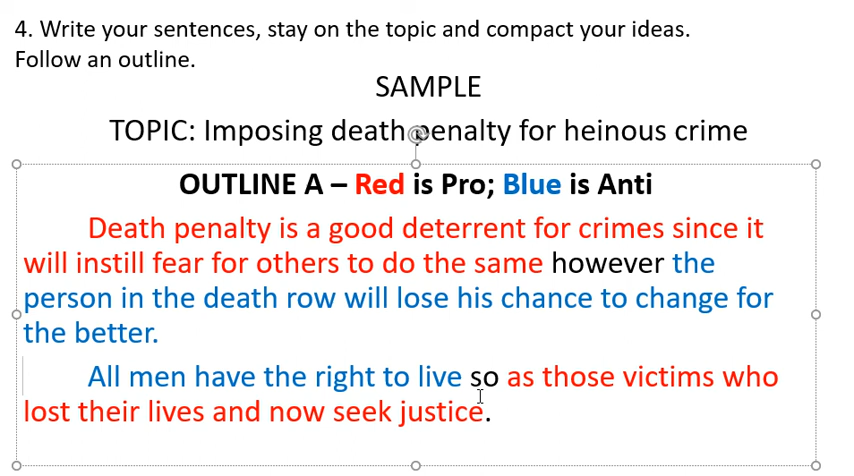 4. Write your sentences, stay on the topic and compact your ideas.
Follow an outline.
SAMPLE
TOPIC: Imposing death penalty for heinous crime
OUTLINE A – Red is Pro; Blue is Anti
Death penalty is a good deterrent for crimes since it
will instill fear for others to do the same however the
person in the death row will lose his chance to change for
the better.
All men have the right to live so as those victims who
lost their lives and now seek justice.